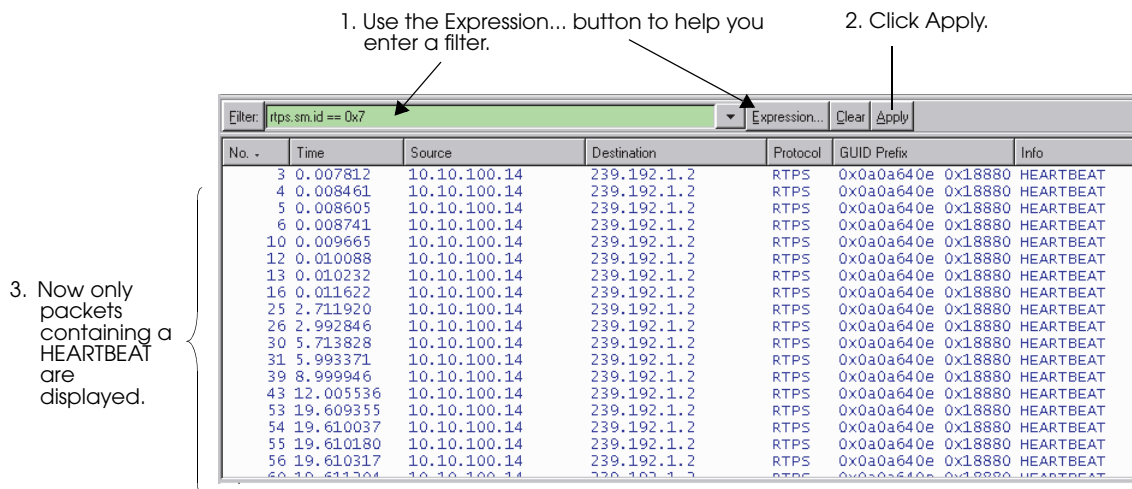 1. Use the Expression... button to help you
enter a filter.
2. Click Apply.
Filter: rtps.sm.id == 0x7 Expression... Clear Apply
No. Time Source Destination Protocol GUID Prefix Info
3 0.007812 10.10.100.14 239.192.1.2 RTPS 0x0a0a640e 0x18880 HEARTBEAT
4 0.008461 10.10.100.14 239.192.1.2 RTPS 0x0a0a640e 0x18880 HEARTBEAT
5 0.008605 10.10.100.14 239.192.1.2 RTPS 0x0a0a640e 0x18880 HEARTBEAT
6 0.008741 10.10.100.14 239.192.1.2 RTPS 0x0a0a640e 0x18880 HEARTBEAT
10 0.009665 10.10.100.14 239.192.1.2 RTPS 0x0a0a640e 0x18880 HEARTBEAT
12 0.010088 10.10.100.14 239.192.1.2 RTPS 0x0a0a640e 0x18880 HEARTBEAT
13 0.010232 10.10.100.14 239.192.1.2 RTPS 0x0a0a640e 0x18880 HEARTBEAT
16 0.011622 10.10.100.14 239.192.1.2 RTPS 0x0a0a640e 0x18880 HEARTBEAT
25 2.711920 10.10.100.14 239.192.1.2 RTPS 0x0a0a640e 0x18880 HEARTBEAT
26 2.992846 10.10.100.14 239.192.1.2 RTPS 0x0a0a640e 0x18880 HEARTBEAT
30 5.713828 10.10.100.14 239.192.1.2 RTPS 0x0a0a640e 0x18880 HEARTBEAT
31 5.993371 10.10.100.14 239.192.1.2 RTPS 0x0a0a640e 0x18880 HEARTBEAT
39 8.999946 10.10.100.14 239.192.1.2 RTPS 0x0a0a640e 0x18880 HEARTBEAT
43 12.005536 10.10.100.14 239.192.1.2 RTPS 0x0a0a640e 0x18880 HEARTBEAT
53 19.609355 10.10.100.14 239.192.1.2 RTPS 0x0a0a640e 0x18880 HEARTBEAT
54 19.610037 10.10.100.14 239.192.1.2 RTPS 0x0a0a640e 0x18880 HEARTBEAT
55 19.610180 10.10.100.14 239.192.1.2 RTPS 0x0a0a640e 0x18880 HEARTBEAT
56 19.610317 10.10.100.14 239.192.1.2 RTPS 0x0a0a640e 0x18880 HEARTBEAT
10.10.100.14 239.192.1.2 RTPS 0x0a0a640e 0x18880 HEARTBEAT
3. Now only
packets
containing a
HEARTBEAT
are
displayed.